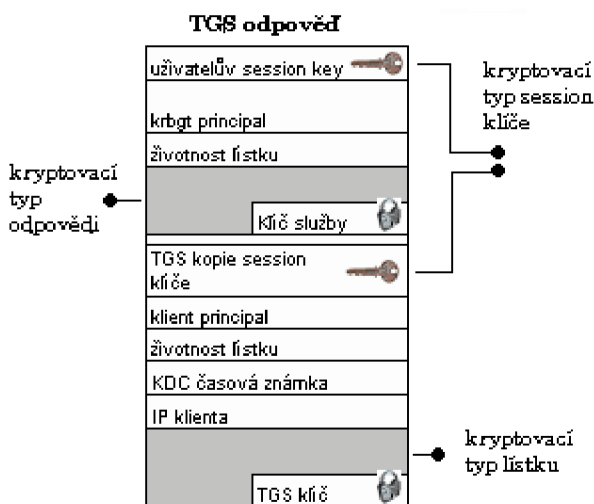 TGS odpověď
uživatelův session key
krbgt principal
životnost lístku
Klíč služby
TGS kopie session
klíče
klient principal
životnost lístku
KDC časová známka
IP klienta
TGS klíč
kryptovací
typ
odpovědi
kryptovací
typ session
klíče
kryptovací
typ lístku